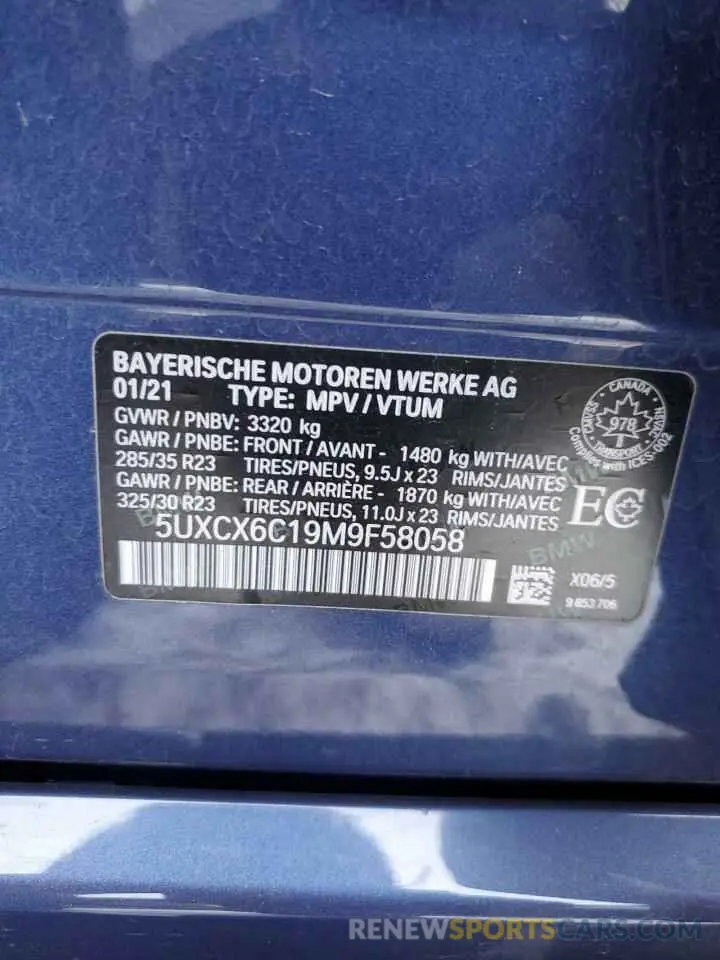 BAYERISCHE MOTOREN WERKE AG
01/21 TYPE: MPV / VTUM
GVWR / PNBV: 3320 kg
GAWR / PNBE: FRONT / AVANT - 1480 kg WITH/AVEC
285/35 R23 TIRES/PNEUS, 9.5J x 23 RIMS/JANTES
GAWR / PNBE: REAR / ARRIÈRE - 1870 kg WITH/AVEC
325/30 R23 TIRES/PNEUS, 11.0J x 23 RIMS/JANTES
5UXCX6C19M9F58058
CANADA
978
TRANSPORT
Complies with ICES-002
EC
BMW
X06/5
9 853 706
RENEWSPORTSCARS.COM